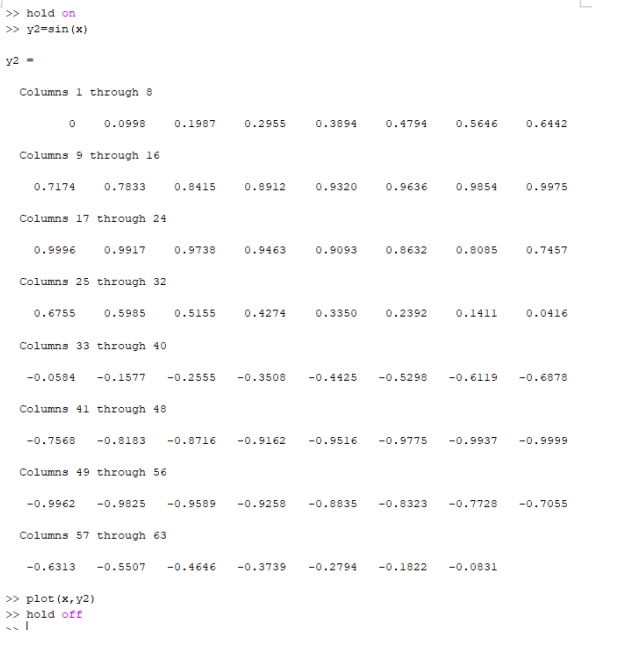 >> hold on
>> y2=sin(x)
y2 =
Columns 1 through 8
0 0.0998 0.1987 0.2955 0.3894 0.4794 0.5646 0.6442
Columns 9 through 16
0.7174 0.7833 0.8415 0.8912 0.9320 0.9636 0.9854 0.9975
Columns 17 through 24
0.9996 0.9917 0.9738 0.9463 0.9093 0.8632 0.8085 0.7457
Columns 25 through 32
0.6755 0.5985 0.5155 0.4274 0.3350 0.2392 0.1411 0.0416
Columns 33 through 40
-0.0584 -0.1577 -0.2555 -0.3508 -0.4425 -0.5298 -0.6119 -0.6878
Columns 41 through 48
-0.7568 -0.8183 -0.8716 -0.9162 -0.9516 -0.9775 -0.9937 -0.9999
Columns 49 through 56
-0.9962 -0.9825 -0.9589 -0.9258 -0.8835 -0.8323 -0.7728 -0.7055
Columns 57 through 63
-0.6313 -0.5507 -0.4646 -0.3739 -0.2794 -0.1822 -0.0831
>> plot(x,y2)
>> hold off
>>